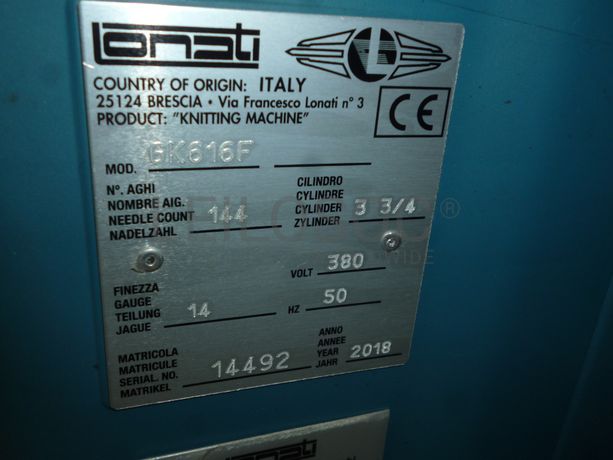 Lonati
LG
COUNTRY OF ORIGIN: ITALY
25124 BRESCIA • Via Francesco Lonati n° 3
PRODUCT: "KNITTING MACHINE"
CE
MOD. GK616F
N°. AGHI
NOMBRE AIG.
NEEDLE COUNT 144
NADELZAHL
CILINDRO
CYLINDRE
CYLINDER 3 3/4
ZYLINDER
VOLT 380
FINEZZA
GAUGE
TEILUNG 14
JAGUE
HZ 50
MATRICOLA
MATRICULE
SERIAL. NO. 14492
MATRIKEL
ANNO
ANNEE
YEAR 2018
JAHR
Lonati